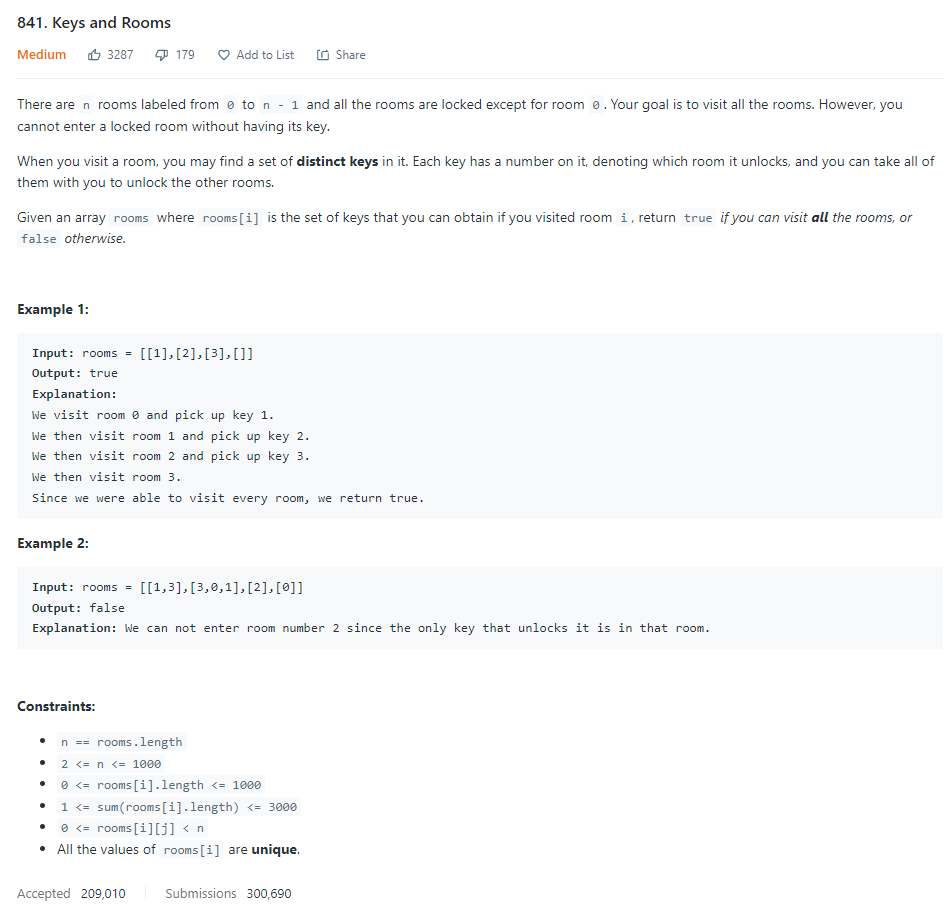 841. Keys and Rooms
Medium 3287 179 Add to List Share
There are n rooms labeled from 0 to n - 1 and all the rooms are locked except for room 0. Your goal is to visit all the rooms. However, you
cannot enter a locked room without having its key.
When you visit a room, you may find a set of distinct keys in it. Each key has a number on it, denoting which room it unlocks, and you can take all of
them with you to unlock the other rooms.
Given an array rooms where rooms[i] is the set of keys that you can obtain if you visited room i, return true if you can visit all the rooms, or
false otherwise.
Example 1:
Input: rooms = [[1],[2],[3],[]]
Output: true
Explanation:
We visit room 0 and pick up key 1.
We then visit room 1 and pick up key 2.
We then visit room 2 and pick up key 3.
We then visit room 3.
Since we were able to visit every room, we return true.
Example 2:
Input: rooms = [[1,3],[3,0,1],[2],[0]]
Output: false
Explanation: We can not enter room number 2 since the only key that unlocks it is in that room.
Constraints:
• n == rooms.length
• 2 <= n <= 1000
• 0 <= rooms[i].length <= 1000
• 1 <= sum(rooms[i].length) <= 3000
• 0 <= rooms[i][j] < n
• All the values of rooms[i] are unique.
Accepted 209,010 Submissions 300,690